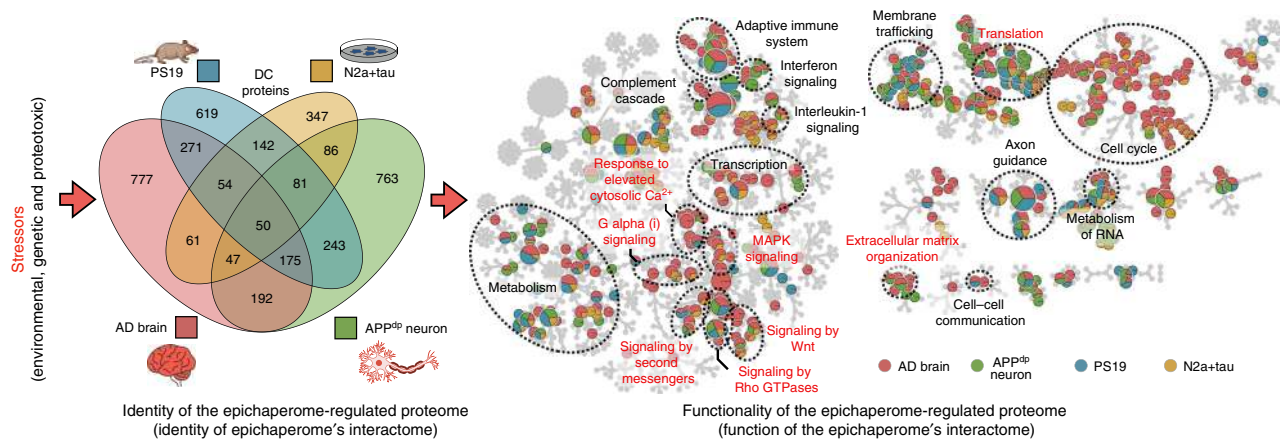 Stressors
(environmental, genetic and proteotoxic)
PS19
DC
proteins
N2a+tau
619
347
271
142
86
777
54
81
763
50
61
47
175
243
192
AD brain
APPdp neuron
Identity of the epichaperome-regulated proteome
(identity of epichaperome's interactome)
Adaptive immune
system
Interferon
signaling
Complement
cascade
Interleukin-1
signaling
Response to
elevated
cytosolic Ca2+
Transcription
G alpha (i)
signaling
MAPK
signaling
Metabolism
Signaling by
second
messengers
Signaling by
Wnt
Signaling by
Rho GTPases
Membrane
trafficking
Translation
Cell cycle
Axon
guidance
Metabolism
of RNA
Extracellular matrix
organization
Cell–cell
communication
AD brain
APPdp
neuron
PS19
N2a+tau
Functionality of the epichaperome-regulated proteome
(function of the epichaperome's interactome)